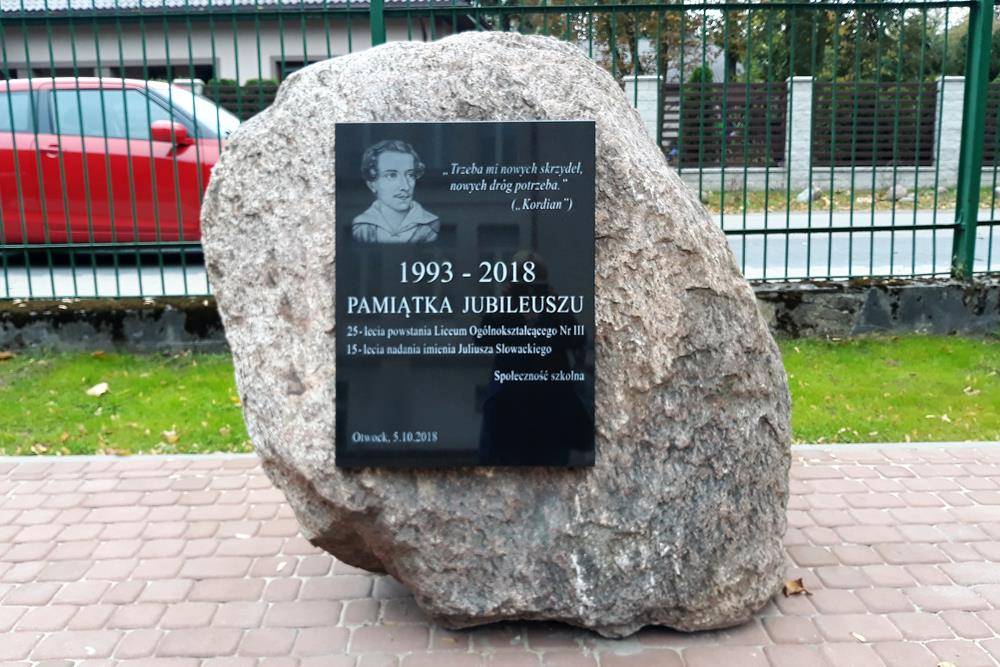 „Trzeba mi nowych skrzydeł,
nowych dróg potrzeba.”
(„Kordian”)
1993 - 2018
PAMIĄTKA JUBILEUSZU
25-lecia powstania Liceum Ogólnokształcącego Nr III
15-lecia nadania imienia Juliusza Słowackiego
Społeczność szkolna
Otwock, 5.10.2018